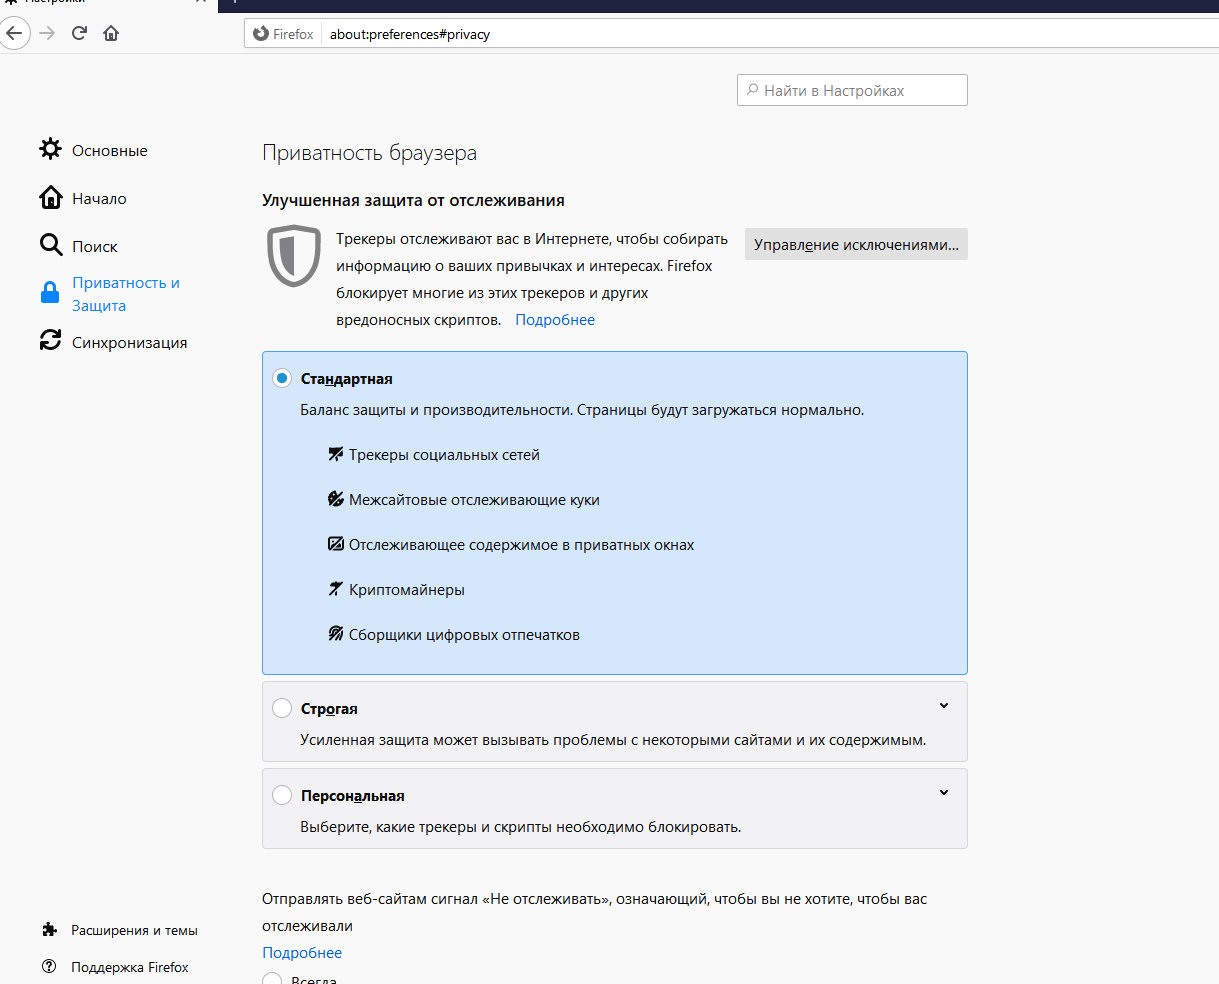 Настройки
Firefox
about:preferences#privacy
Найти в Настройках
Основные
Начало
Поиск
Приватность и
Защита
Синхронизация
Расширения и темы
Поддержка Firefox
Приватность браузера
Улучшенная защита от отслеживания
Трекеры отслеживают вас в Интернете, чтобы собирать
информацию о ваших привычках и интересах. Firefox
блокирует многие из этих трекеров и других
вредоносных скриптов. Подробнее
Управление исключениями...
Стандартная
Баланс защиты и производительности. Страницы будут загружаться нормально.
Трекеры социальных сетей
Межсайтовые отслеживающие куки
Отслеживающее содержимое в приватных окнах
Криптомайнеры
Сборщики цифровых отпечатков
Строгая
Усиленная защита может вызывать проблемы с некоторыми сайтами и их содержимым.
Персональная
Выберите, какие трекеры и скрипты необходимо блокировать.
Отправлять веб-сайтам сигнал «Не отслеживать», означающий, чтобы вы не хотите, чтобы вас
отслеживали
Подробнее
Всегда